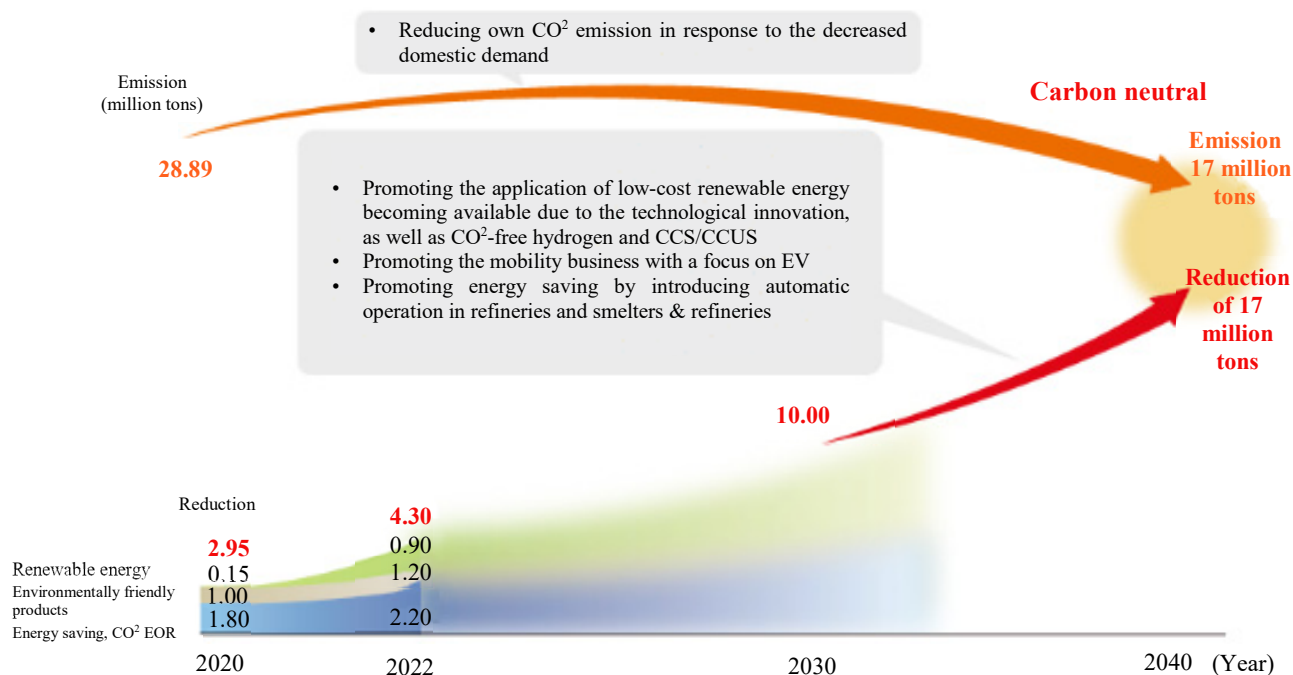 • Reducing own CO² emission in response to the decreased
domestic demand
Emission
(million tons)
28.89
Carbon neutral
Emission
17 million
tons
• Promoting the application of low-cost renewable energy
becoming available due to the technological innovation,
as well as CO²-free hydrogen and CCS/CCUS
• Promoting the mobility business with a focus on EV
• Promoting energy saving by introducing automatic
operation in refineries and smelters & refineries
Reduction
of 17
million
tons
10.00
Reduction
4.30
2.95
0.90
Renewable energy
0.15
1.20
Environmentally friendly
products
1.00
1.80
2.20
Energy saving, CO² EOR
2020
2022
2030
2040 (Year)